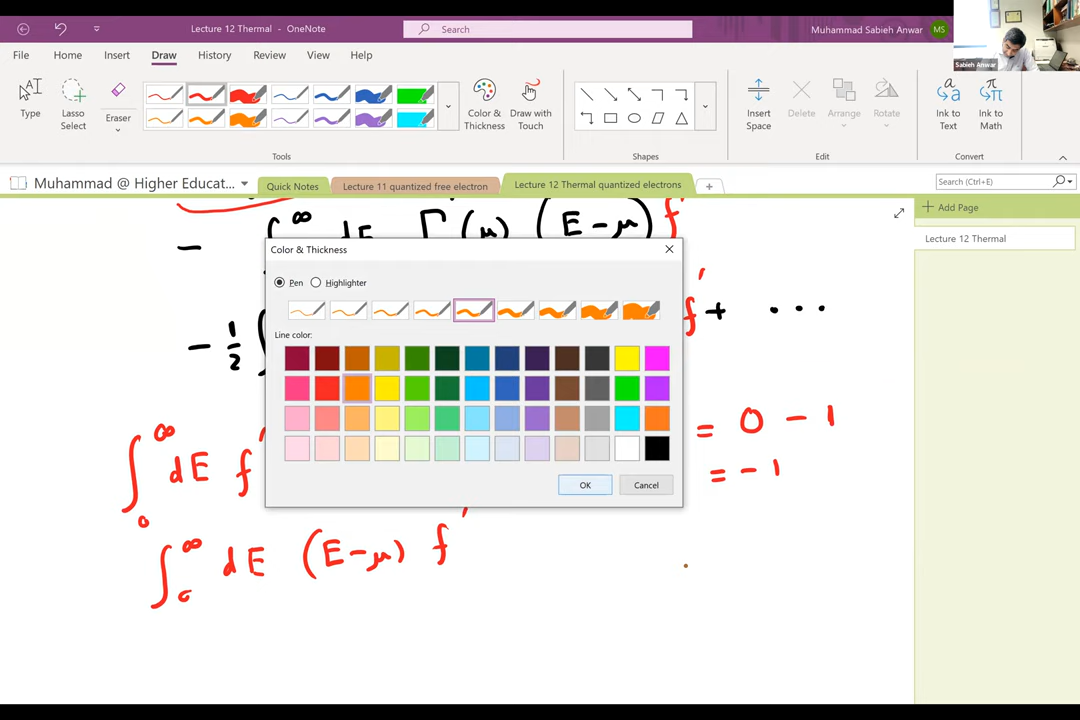 Lecture 12 Thermal - OneNote
Search
Muhammad Sabieh Anwar MS
Sabieh Anwar
File Home Insert Draw History Review View Help
Type
Lasso Select
Eraser
Color & Thickness
Draw with Touch
Insert Space
Delete
Arrange
Rotate
Ink to Text
Ink to Math
Tools Shapes Edit Convert
Muhammad @ Higher Educat... Quick Notes Lecture 11 quantized free electron Lecture 12 Thermal quantized electrons Search (Ctrl+E)
Add Page
Lecture 12 Thermal
− ∫ ∞ dE Γ (μ) (E−μ) f'
Color & Thickness
Pen Highlighter
Line color:
OK Cancel
− 1/2 f' + ...
∫₀^∞ dE f' = 0 − 1
= −1
∫₀^∞ dE (E−μ) f'